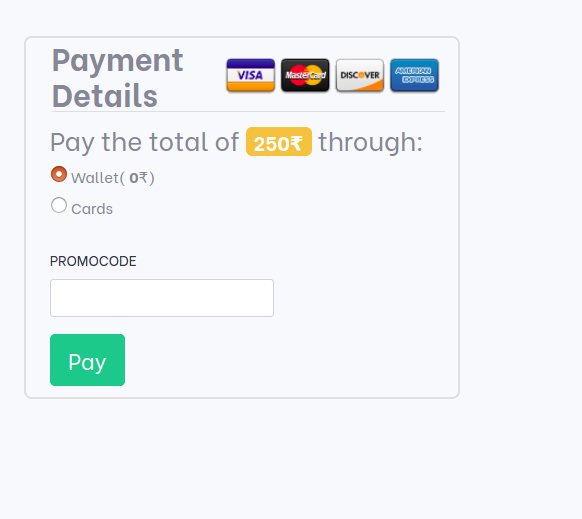 Payment
Details
VISA MasterCard DISCOVER AMERICAN
EXPRESS
Pay the total of 250₹ through:
Wallet( 0₹)
Cards
PROMOCODE
Pay